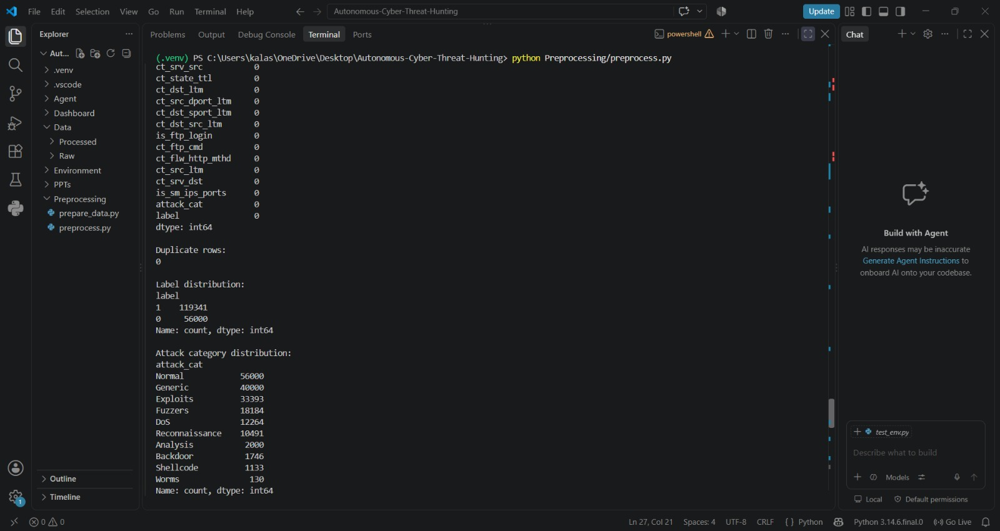 File Edit Selection View Go Run Terminal Help
Autonomous-Cyber-Threat-Hunting
Update
Explorer
Aut...
.venv
.vscode
Agent
Dashboard
Data
Processed
Raw
Environment
PPTs
Preprocessing
prepare_data.py
preprocess.py
Outline
Timeline
Problems Output Debug Console Terminal Ports
powershell
(.venv) PS C:\Users\kalas\OneDrive\Desktop\Autonomous-Cyber-Threat-Hunting> python Preprocessing/preprocess.py
ct_srv_src 0
ct_state_ttl 0
ct_dst_ltm 0
ct_src_dport_ltm 0
ct_dst_sport_ltm 0
ct_dst_src_ltm 0
is_ftp_login 0
ct_ftp_cmd 0
ct_flw_http_mthd 0
ct_src_ltm 0
ct_srv_dst 0
is_sm_ips_ports 0
attack_cat 0
label 0
dtype: int64
Duplicate rows:
0
Label distribution:
label
1 119341
0 56000
Name: count, dtype: int64
Attack category distribution:
attack_cat
Normal 56000
Generic 40000
Exploits 33393
Fuzzers 18184
DoS 12264
Reconnaissance 10491
Analysis 2000
Backdoor 1746
Shellcode 1133
Worms 130
Name: count, dtype: int64
Chat
Build with Agent
AI responses may be inaccurate
Generate Agent Instructions to
onboard AI onto your codebase.
test_env.py
Describe what to build
Models
Local Default permissions
1
0 0
Ln 27, Col 21 Spaces: 4 UTF-8 CRLF { } Python Python 3.14.6.final.0 Go Live